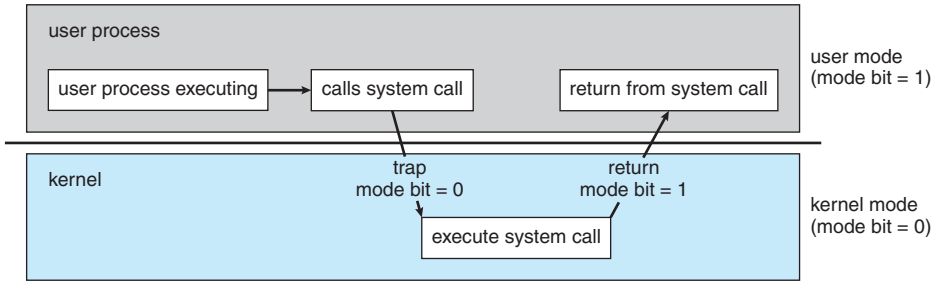 user process
user process executing
calls system call
return from system call
user mode
(mode bit = 1)
kernel
trap
mode bit = 0
return
mode bit = 1
execute system call
kernel mode
(mode bit = 0)